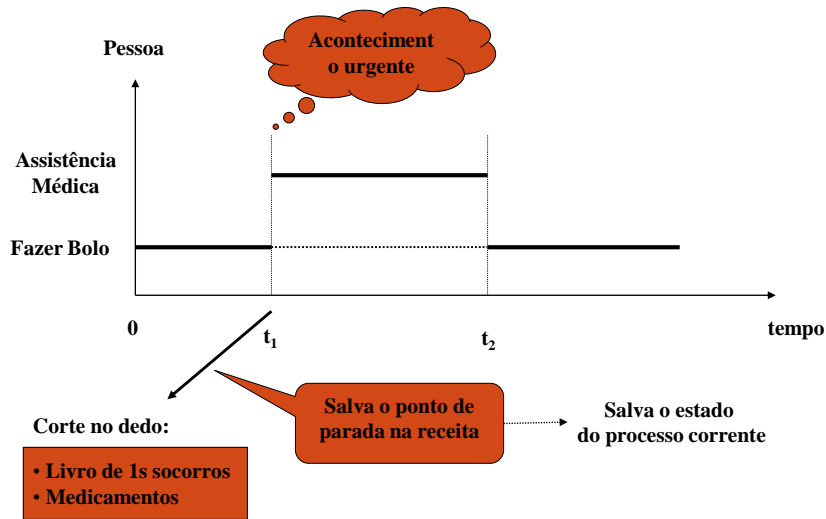 Pessoa
Aconteciment
o urgente
Assistência
Médica
Fazer Bolo
0
t₁
t₂
tempo
Corte no dedo:
• Livro de 1s socorros
• Medicamentos
Salva o ponto de
parada na receita
Salva o estado
do processo corrente